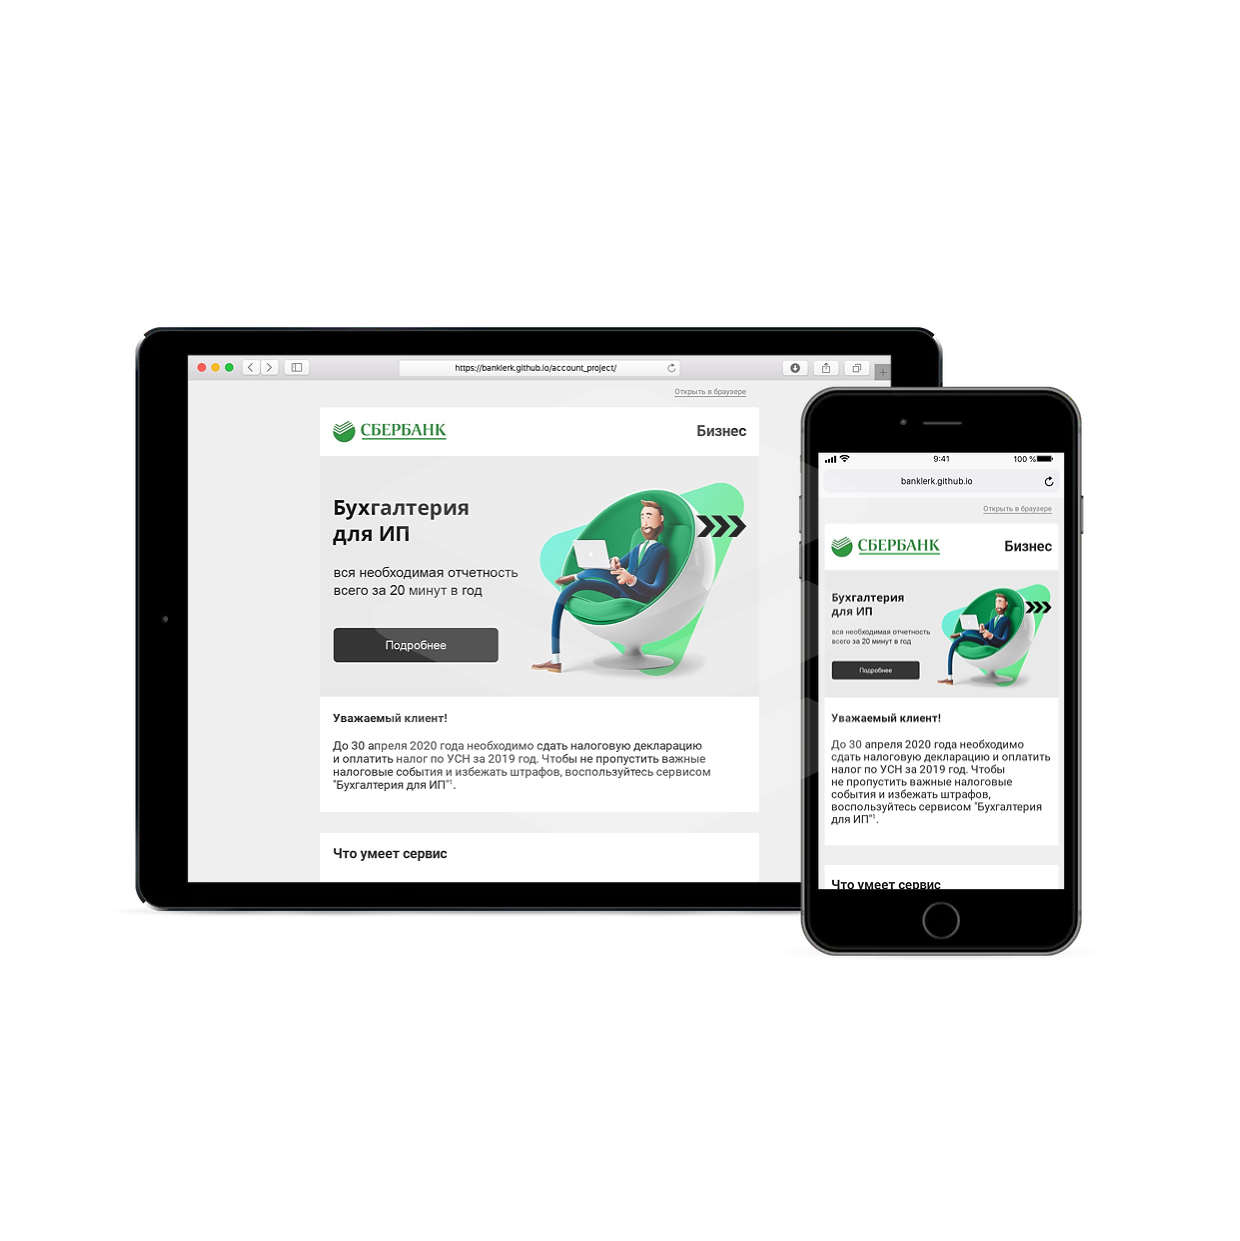 https://banklerk.github.io/account_project/
Открыть в браузере
СБЕРБАНК
Бизнес
Бухгалтерия
для ИП
вся необходимая отчетность
всего за 20 минут в год
Подробнее
Уважаемый клиент!
До 30 апреля 2020 года необходимо сдать налоговую декларацию
и оплатить налог по УСН за 2019 год. Чтобы не пропустить важные
налоговые события и избежать штрафов, воспользуйтесь сервисом
"Бухгалтерия для ИП"¹.
Что умеет сервис
9:41
100 %
banklerk.github.io
Открыть в браузере
СБЕРБАНК
Бизнес
Бухгалтерия
для ИП
вся необходимая отчетность
всего за 20 минут в год
Подробнее
Уважаемый клиент!
До 30 апреля 2020 года необходимо
сдать налоговую декларацию и оплатить
налог по УСН за 2019 год. Чтобы
не пропустить важные налоговые
события и избежать штрафов,
воспользуйтесь сервисом "Бухгалтерия
для ИП"¹.
Что умеет сервис